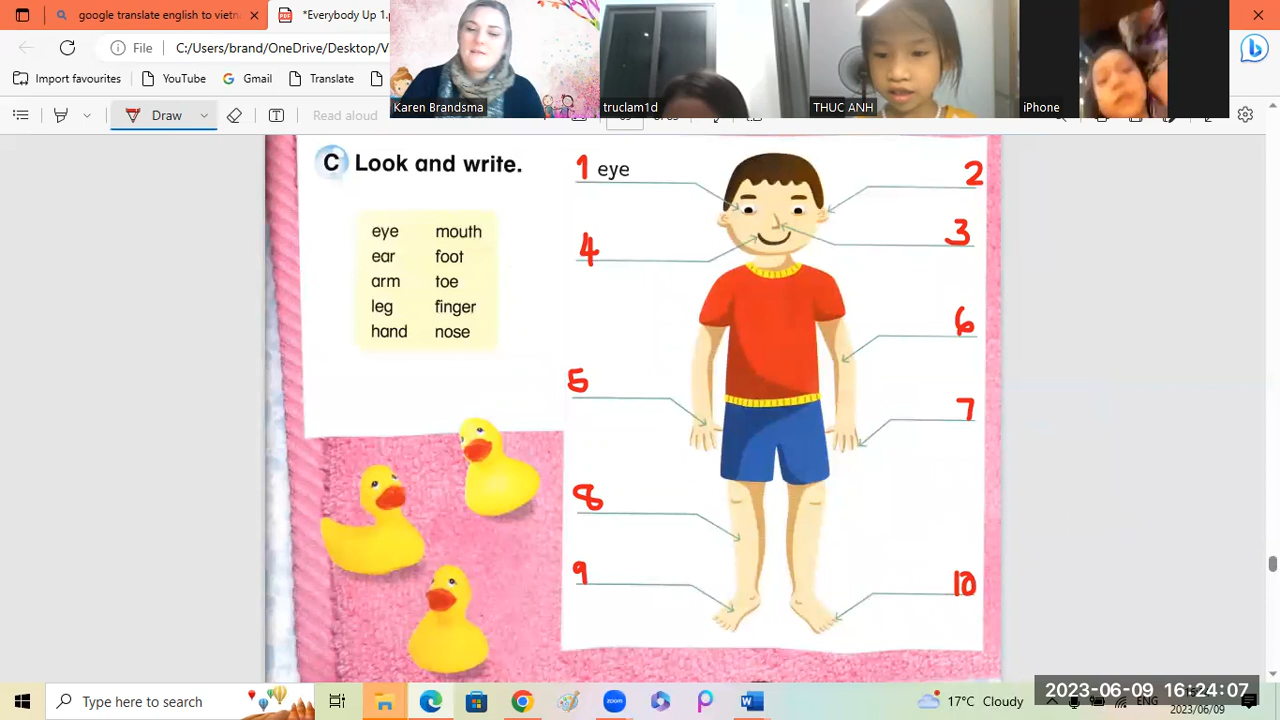 google translate english to vietn
*Everybody Up 1.p
File
C:/Users/brand/OneDrive/Desktop/V
Import favourites
YouTube
Gmail
Translate
Draw
Read aloud
Karen Brandsma
truclam1d
THUC ANH
iPhone
C Look and write.
eye mouth
ear foot
arm toe
leg finger
hand nose
1 eye
2
3
4
5
6
7
8
9
10
Type here to search
17°C Cloudy
ENG
2023-06-09 16:24:07
2023/06/09